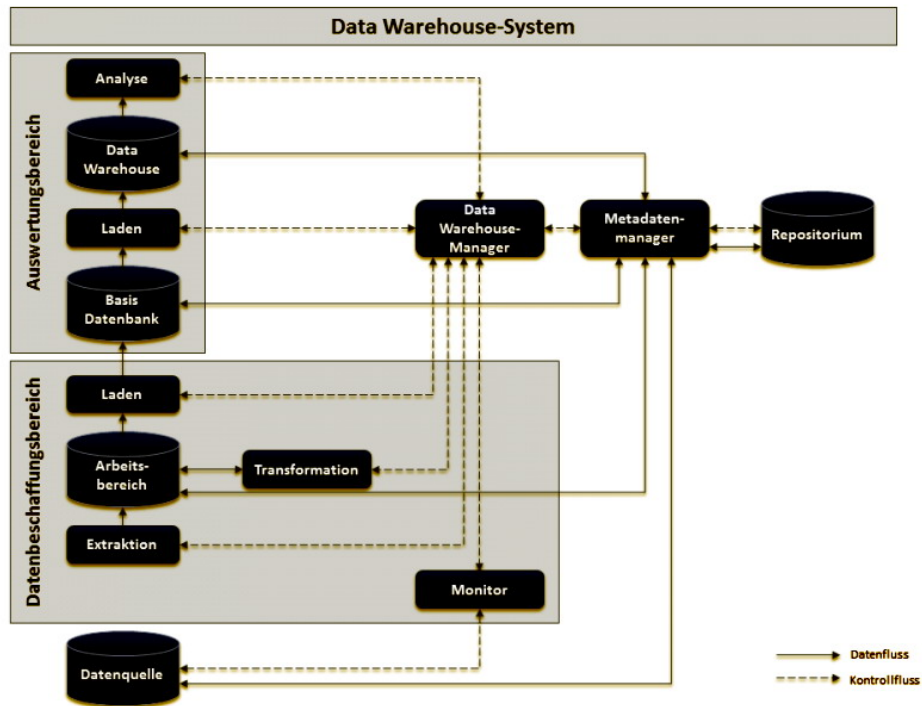 Data Warehouse-System
Auswertungsbereich
Analyse
Data
Warehouse
Laden
Basis
Datenbank
Data
Warehouse-
Manager
Metadaten-
manager
Repositorium
Datenbeschaffungsbereich
Laden
Arbeits-
bereich
Transformation
Extraktion
Monitor
Datenquelle
Datenfluss
Kontrollfluss